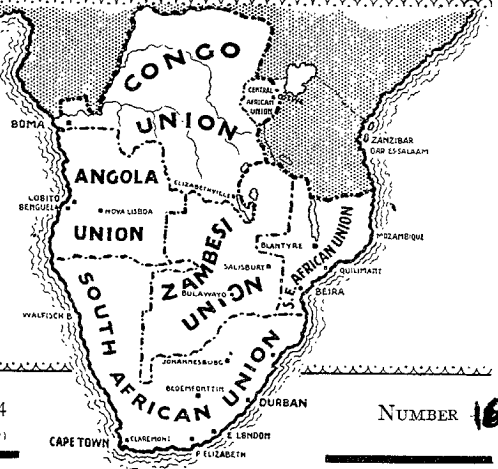 CONGO
UNION
CENTRAL
AFRICAN
UNION
BOMA
ZANZIBAR
DAR ES SALAAM
ANGOLA
ELIZABETHVILLE
LOBITO
BENGUELA
NOVA LISBOA
UNION
ZAMBESI
UNION
BLANTYRE
S.E. AFRICAN UNION
MOZAMBIQUE
SALISBURY
QUILIMANE
BULAWAYO
BEIRA
WALFISCH B
SOUTH AFRICAN UNION
JOHANNESBURG
BLOEMFONTEIN
DURBAN
4
NUMBER 16
CAPE TOWN
CLAREMONT
E. LONDON
P. ELIZABETH